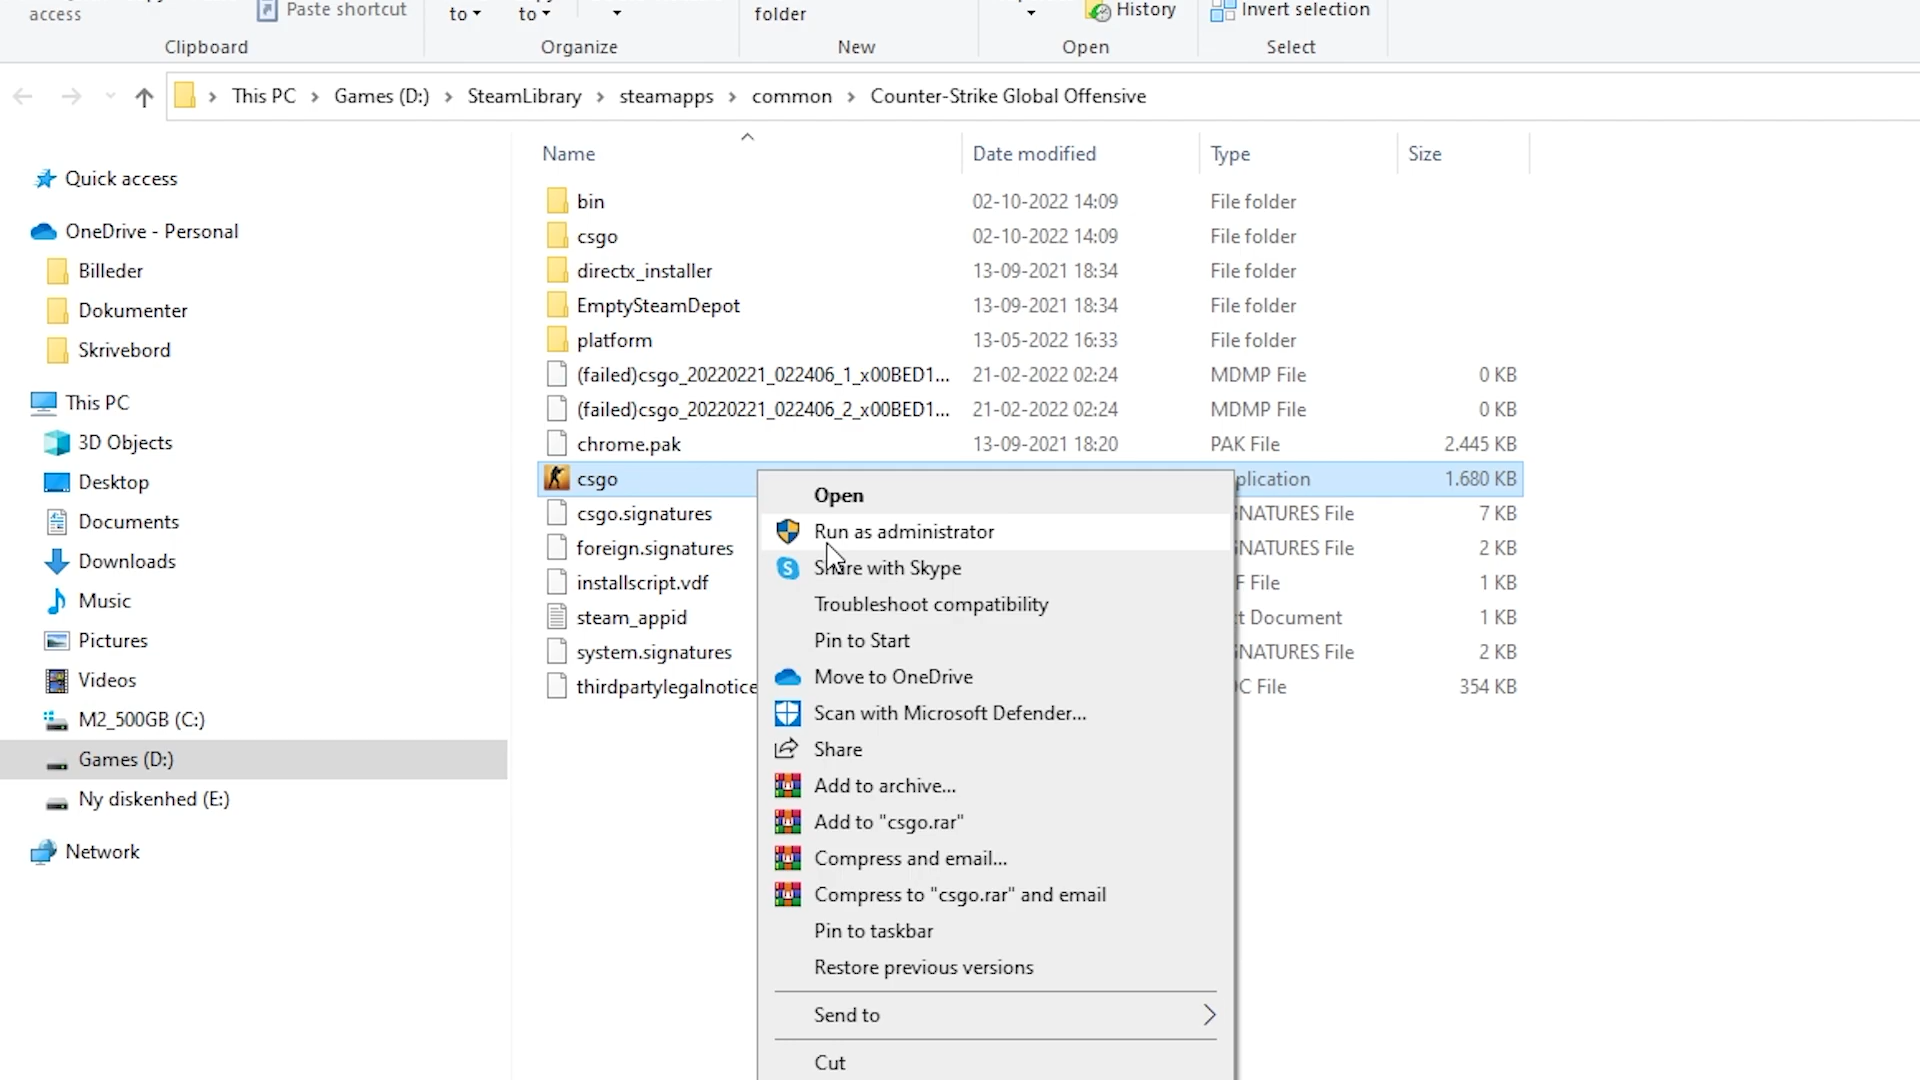 access
Paste shortcut
to
to
folder
History
Invert selection
Clipboard
Organize
New
Open
Select
This PC > Games (D:) > SteamLibrary > steamapps > common > Counter-Strike Global Offensive
Name
Date modified
Type
Size
Quick access
OneDrive - Personal
Billeder
Dokumenter
Skrivebord
This PC
3D Objects
Desktop
Documents
Downloads
Music
Pictures
Videos
M2_500GB (C:)
Games (D:)
Ny diskenhed (E:)
Network
bin 02-10-2022 14:09 File folder
csgo 02-10-2022 14:09 File folder
directx_installer 13-09-2021 18:34 File folder
EmptySteamDepot 13-09-2021 18:34 File folder
platform 13-05-2022 16:33 File folder
(failed)csgo_20220221_022406_1_x00BED1... 21-02-2022 02:24 MDMP File 0 KB
(failed)csgo_20220221_022406_2_x00BED1... 21-02-2022 02:24 MDMP File 0 KB
chrome.pak 13-09-2021 18:20 PAK File 2.445 KB
csgo plication 1.680 KB
csgo.signatures NATURES File 7 KB
foreign.signatures NATURES File 2 KB
installscript.vdf F File 1 KB
steam_appid t Document 1 KB
system.signatures NATURES File 2 KB
thirdpartylegalnotice C File 354 KB
Open
Run as administrator
Share with Skype
Troubleshoot compatibility
Pin to Start
Move to OneDrive
Scan with Microsoft Defender...
Share
Add to archive...
Add to "csgo.rar"
Compress and email...
Compress to "csgo.rar" and email
Pin to taskbar
Restore previous versions
Send to
Cut